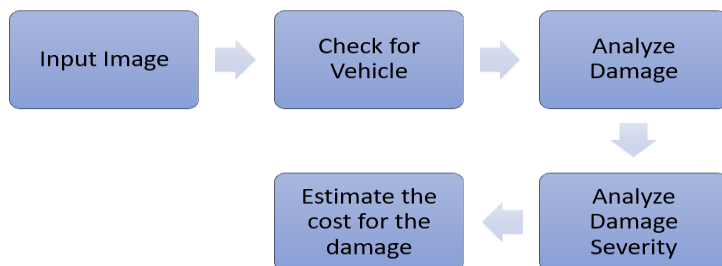 Input Image
Check for
Vehicle
Analyze
Damage
Analyze
Damage
Severity
Estimate the
cost for the
damage